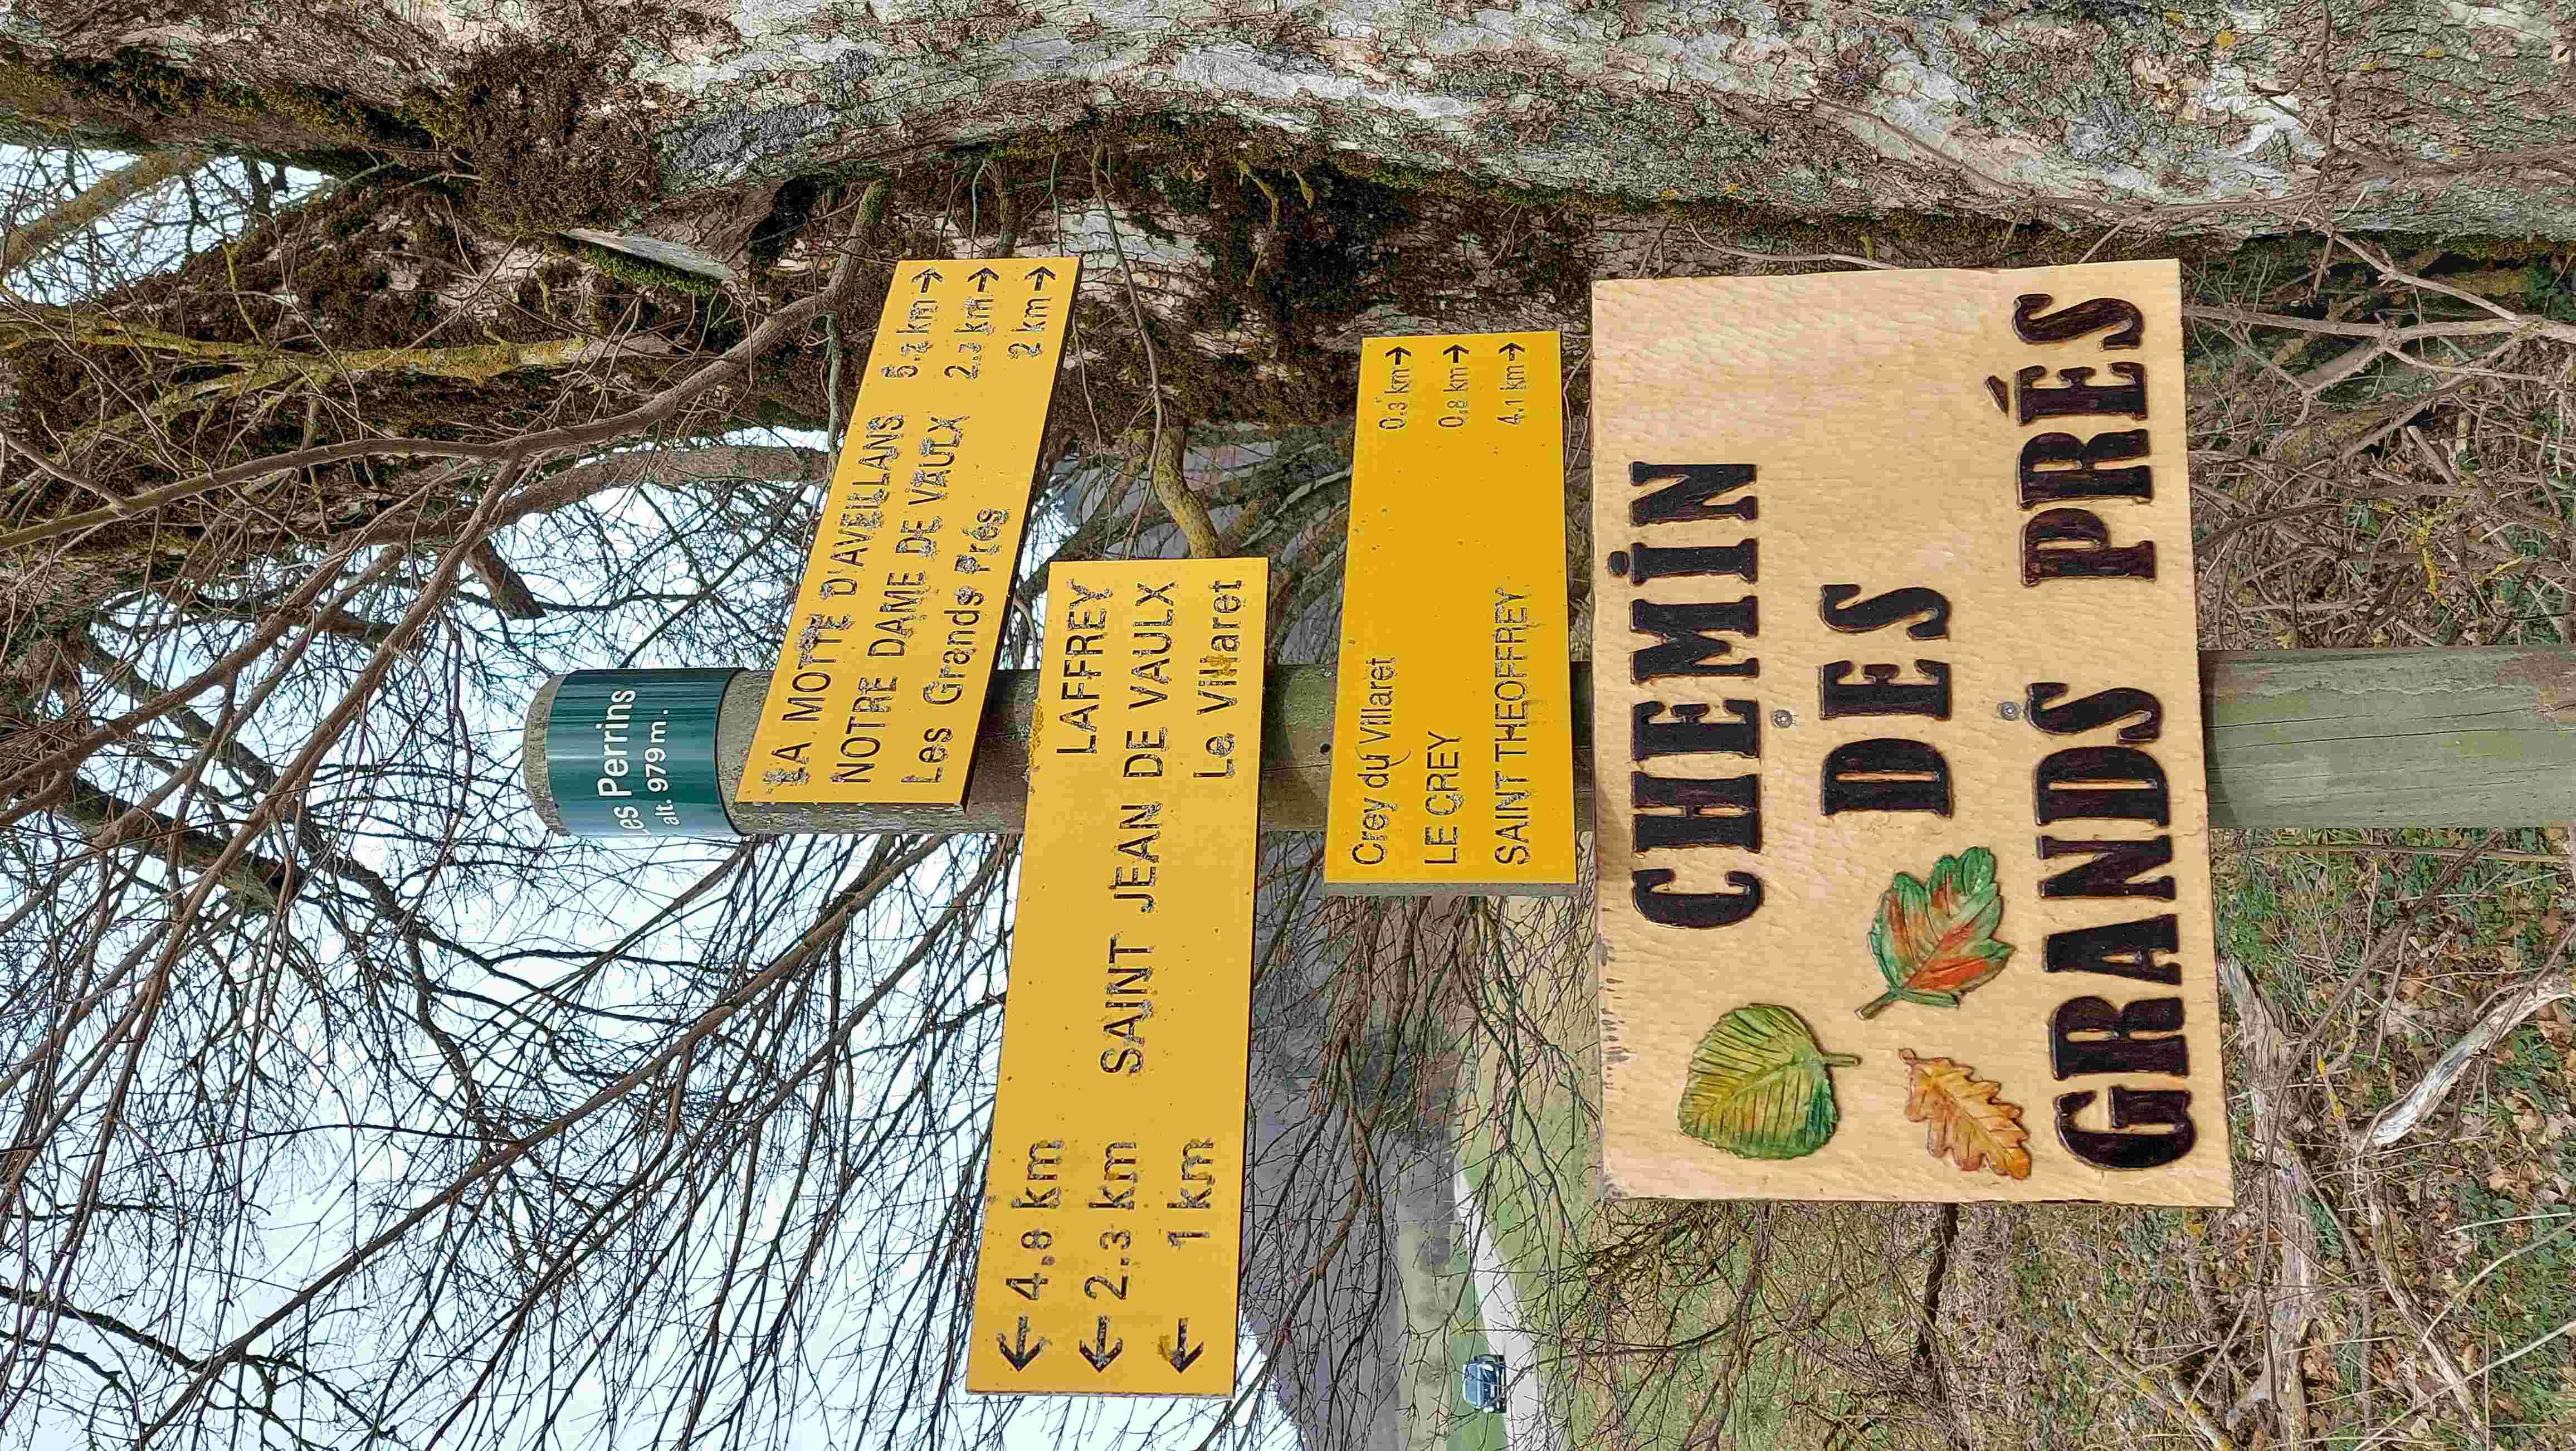 Les Perrins
alt. 979 m.
LA MOTTE D'AVEILLANS 6.2 km →
NOTRE DAME DE VAULX 2.3 km →
Les Grands Prés 2 km →
← 4.8 km LAFFREY
← 2.3 km SAINT JEAN DE VAULX
← 1 km Le Villaret
Crey du Villaret 0.3 km →
LE CREY 0.8 km →
SAINT THEOFFREY 4.1 km →
CHEMIN
DES
GRANDS PRÉS